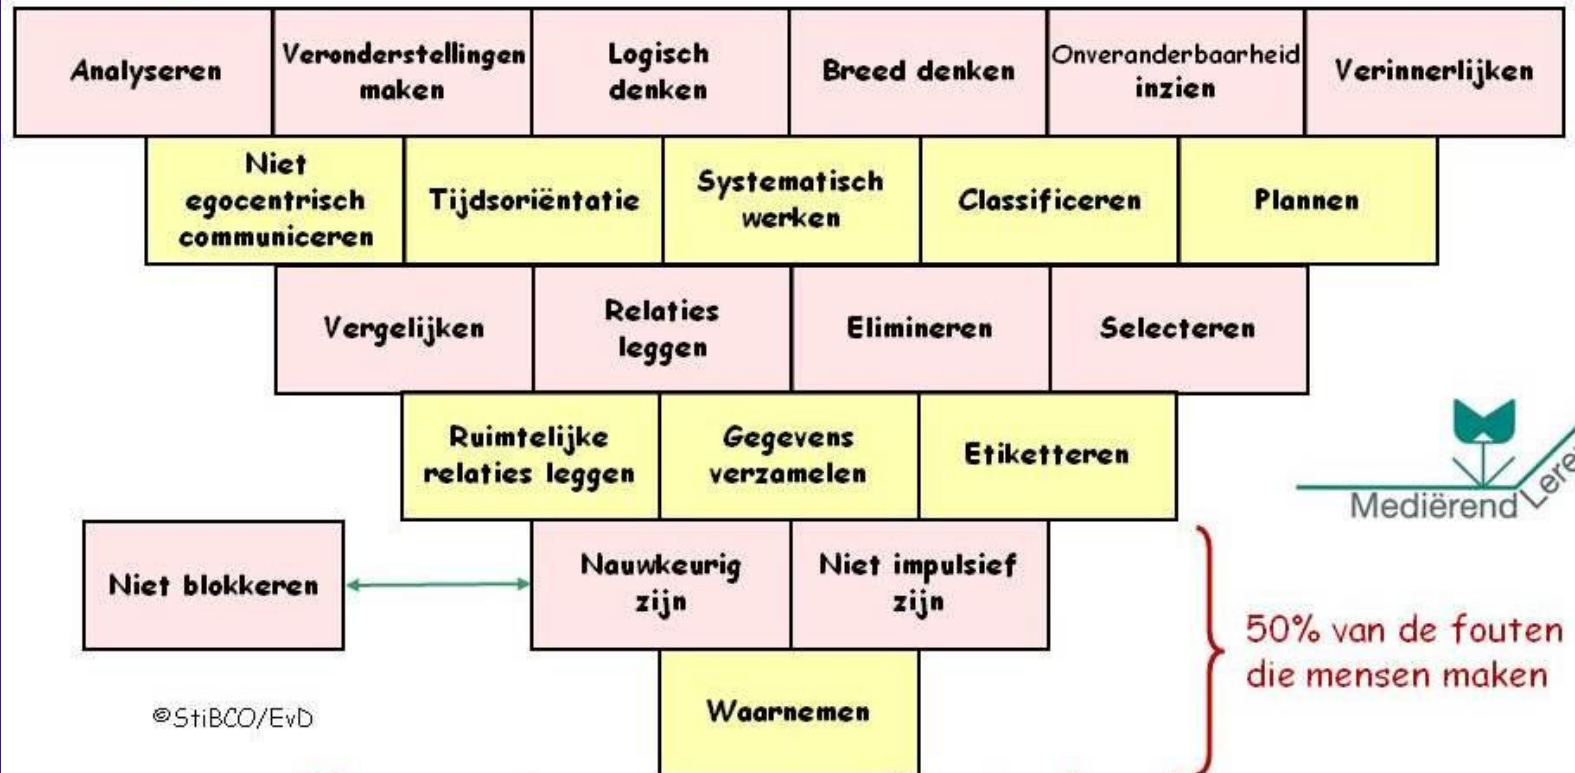 Analyseren
Veronderstellingen
maken
Logisch
denken
Breed denken
Onveranderbaarheid
inzien
Verinnerlijken
Niet
egocentrisch
communiceren
Tijdsoriëntatie
Systematisch
werken
Classificeren
Plannen
Vergelijken
Relaties
leggen
Elimineren
Selecteren
Ruimtelijke
relaties leggen
Gegevens
verzamelen
Etiketteren
Mediërend
Niet blokkeren
Nauwkeurig
zijn
Niet impulsief
zijn
50% van de fouten
die mensen maken
Waarnemen
©StiBCO/EvD